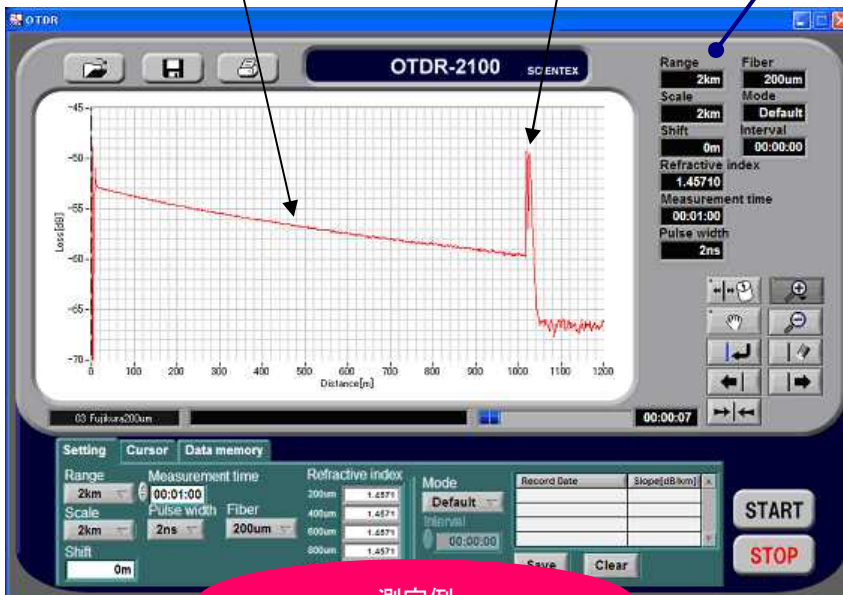 OTDR
OTDR-2100 SCIENTEX
Range Fiber
2km 200um
Scale Mode
2km Default
Shift Interval
0m 00:00:00
Refractive index
1.45710
Measurement time
00:01:00
Pulse width
2ns
-45
-50
-55
-60
-65
-70
Loss[dB]
0 100 200 300 400 500 600 700 800 900 1000 1100 1200
Distance[m]
03 Fujikura200um
00:00:07
Setting Cursor Data memory
Range Measurement time Refractive index
2km 00:01:00 200um 1.4571
Scale Pulse width Fiber 400um 1.4571
2km 2ns 200um 600um 1.4571
Shift 800um 1.4571
0m
Mode
Default
Interval
00:00:00
Record Date Slope[dB/km]
Save Clear
START
STOP
測定例